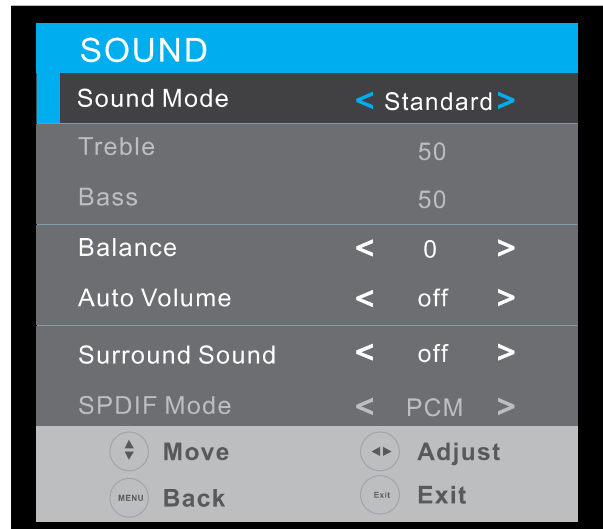 SOUND
Sound Mode < Standard >
Treble 50
Bass 50
Balance < 0 >
Auto Volume < off >
Surround Sound < off >
SPDIF Mode < PCM >
Move Adjust
MENU Back Exit Exit